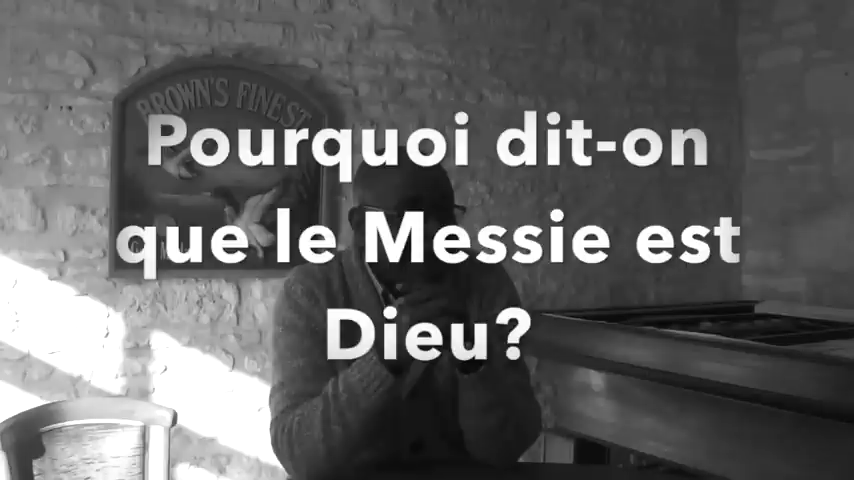 BROWN'S FINEST
Pourquoi dit-on
que le Messie est
Dieu?